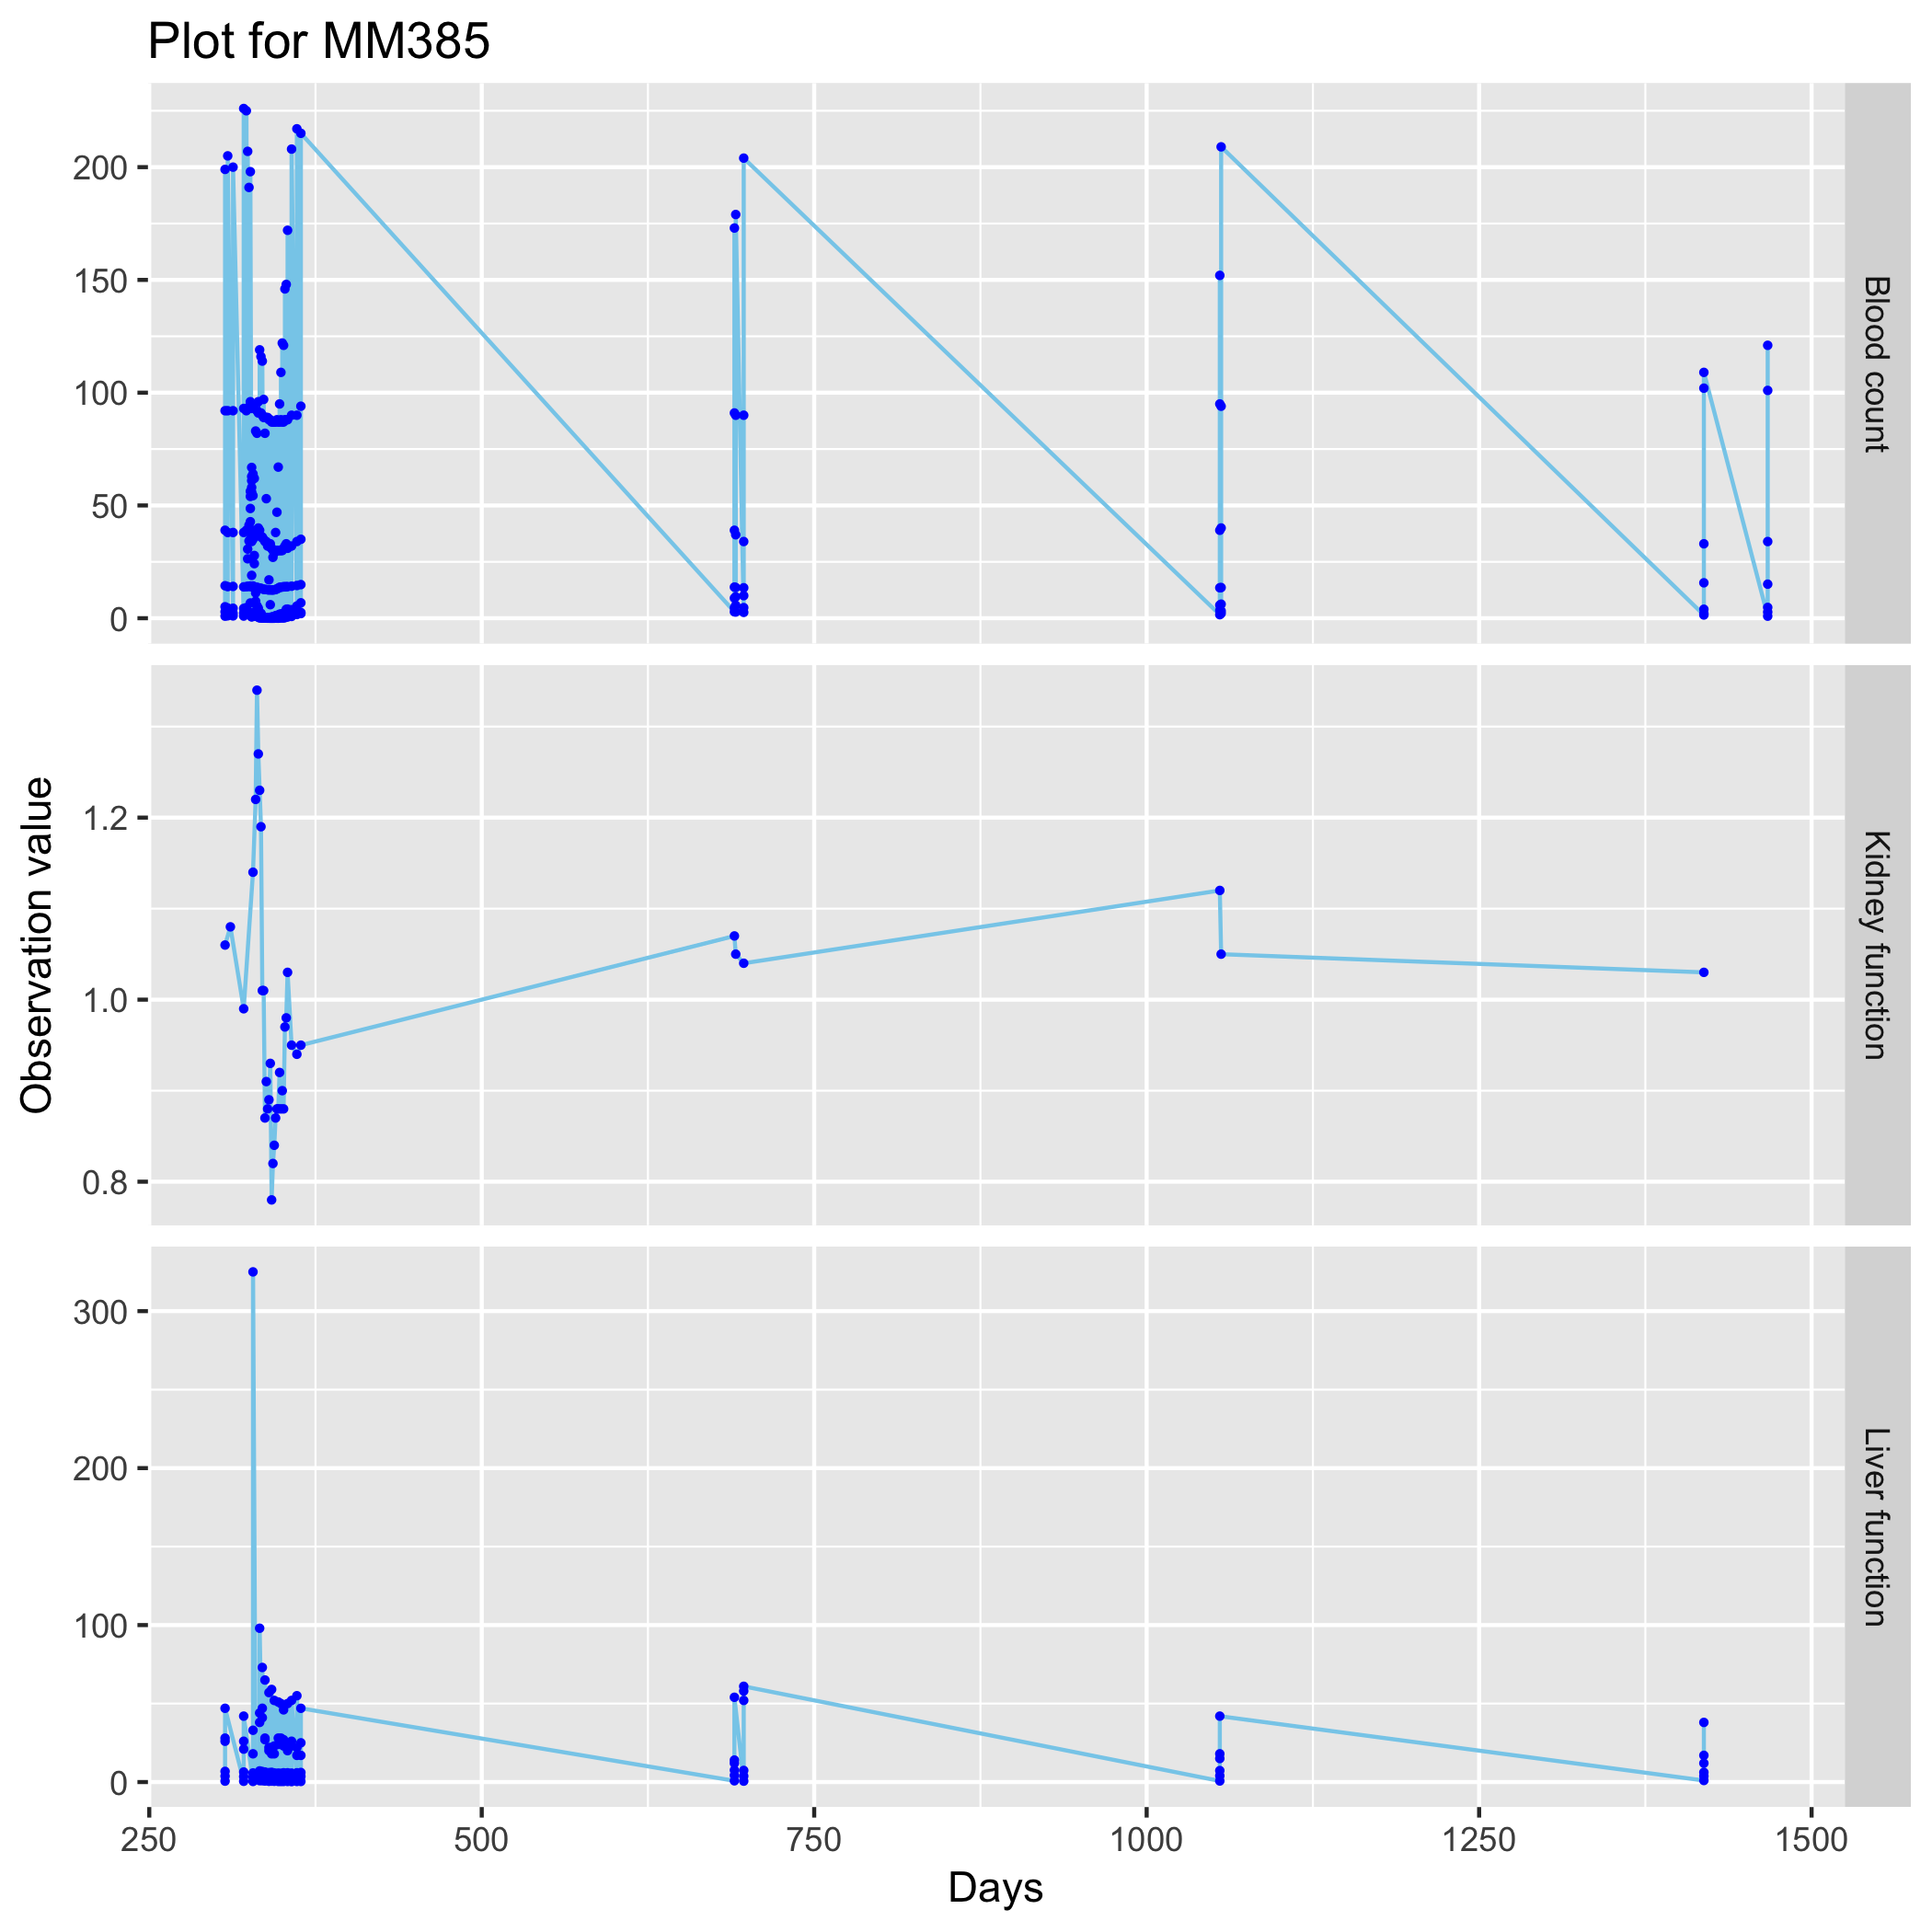 Plot for MM385
Observation value
200
150
100
50
0
Blood count
1.2
1.0
0.8
Kidney function
300
200
100
0
Liver function
250 500 750 1000 1250 1500
Days